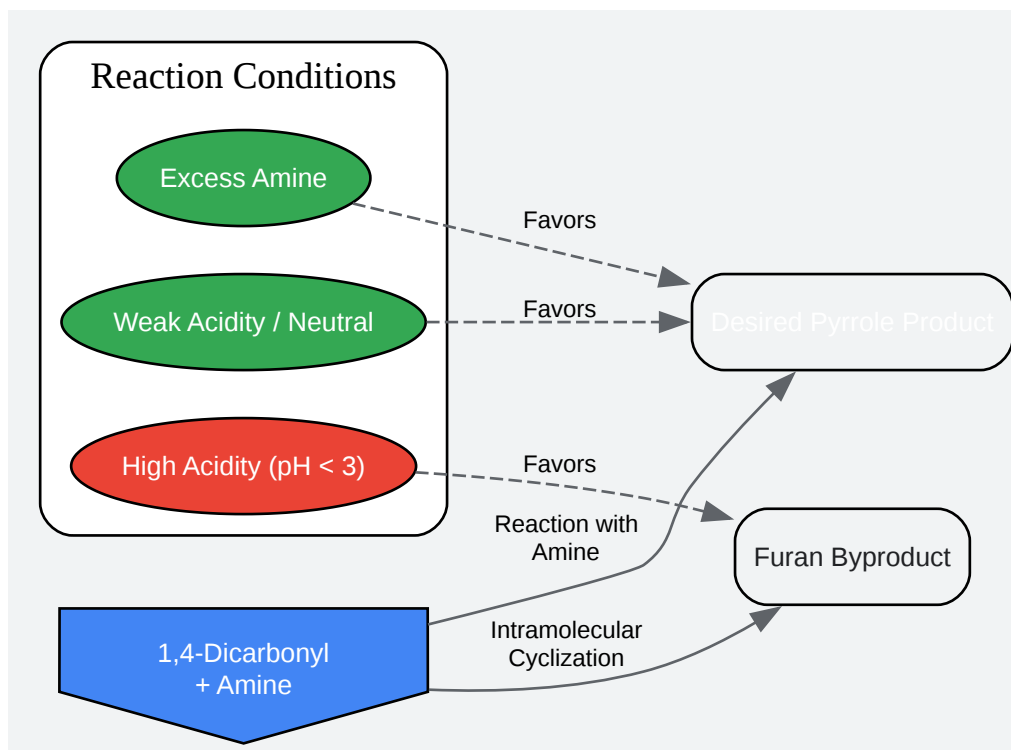 Reaction Conditions
Excess Amine
Favors
Weak Acidity / Neutral
Favors
Desired Pyrrole Product
High Acidity (pH < 3)
Favors
Reaction with
Amine
Furan Byproduct
Intramolecular
Cyclization
1,4-Dicarbonyl
+ Amine